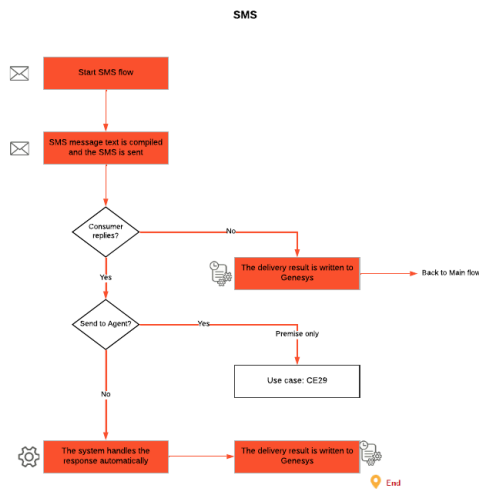 SMS
Start SMS flow
SMS message text is compiled
and the SMS is sent
Consumer
replies?
No
The delivery result is written to
Genesys
Back to Main flow
Yes
Send to Agent?
Yes
Premise only
Use case: CE29
No
The system handles the
response automatically
The delivery result is written to
Genesys
End